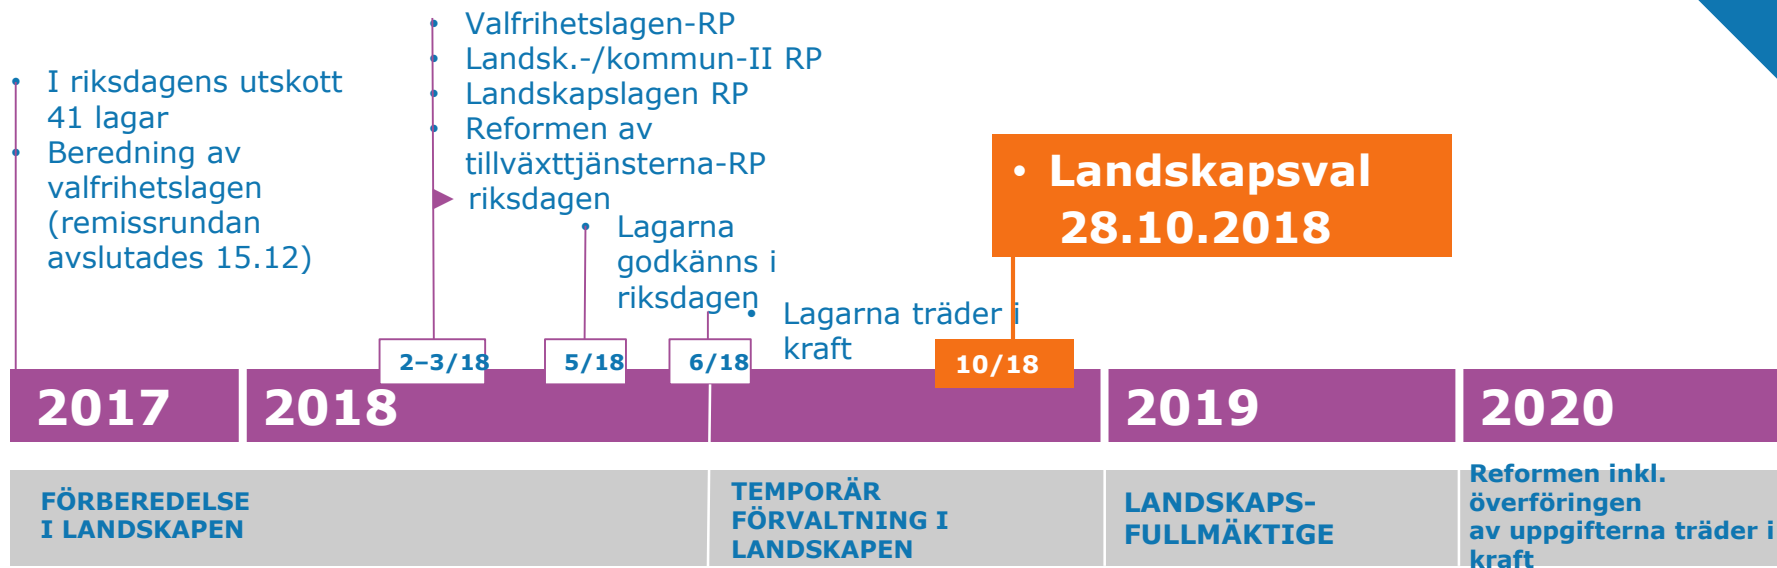 • I riksdagens utskott
41 lagar
• Beredning av
valfrihetslagen
(remissrundan
avslutades 15.12)
• Valfrihetslagen-RP
• Landsk.-/kommun-II RP
• Landskapslagen RP
• Reformen av
tillväxttjänsterna-RP
riksdagen
• Lagarna
godkänns i
riksdagen
• Lagarna träder i
kraft
• Landskapsval
28.10.2018
2–3/18
5/18
6/18
10/18
2017
2018
2019
2020
FÖRBEREDELSE
I LANDSKAPEN
TEMPORÄR
FÖRVALTNING I
LANDSKAPEN
LANDSKAPS-
FULLMÄKTIGE
Reformen inkl.
överföringen
av uppgifterna träder i
kraft